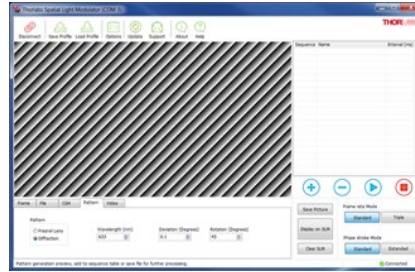 Thorlabs Spatial Light Modulator (COM 3)
Disconnect Save Profile Load Profile Options Update Support About Help
THORLABS
Sequence Name Interval [ms]
Frame File CGH Pattern Video
Pattern
Fresnel Lens
Diffraction
Wavelength [nm] Deviation [Degrees] Rotation [Degrees]
633 0.1 45
Save Picture
Display on SLM
Clear SLM
Frame rate Mode
Standard Triple
Phase stroke Mode
Standard Extended
Pattern generation preview, add to sequence table or save file for further processing.
Connected